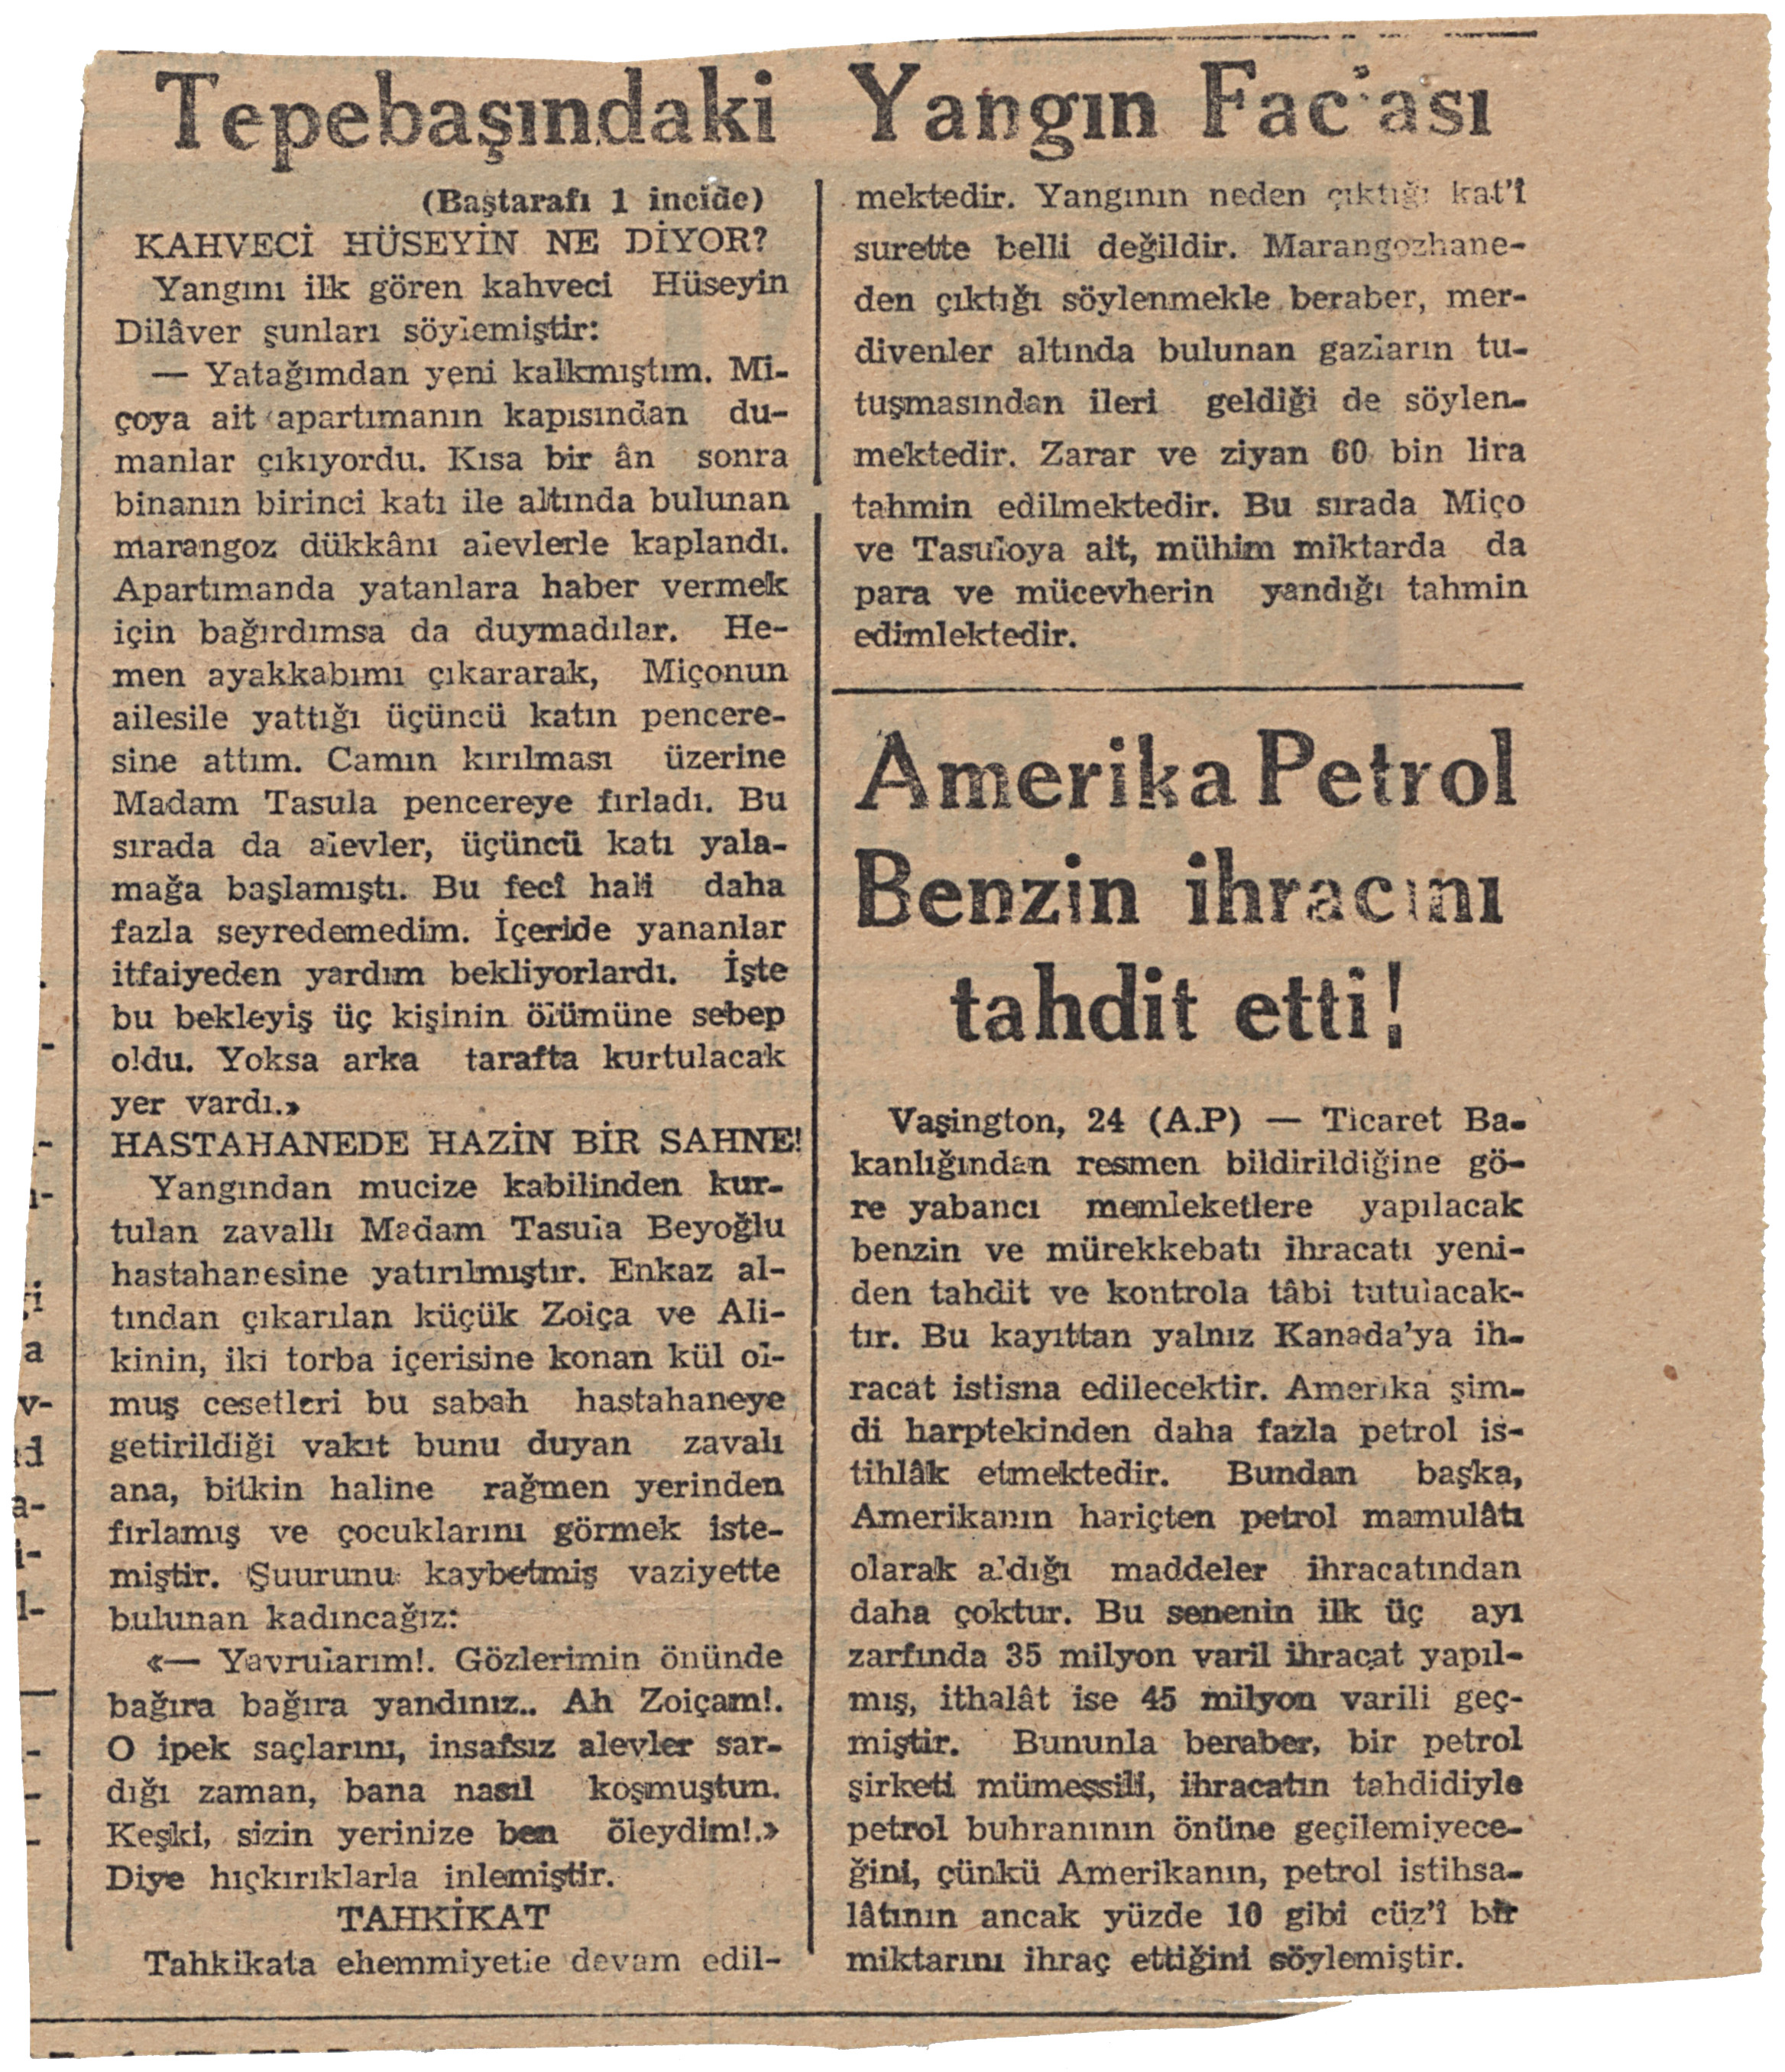 Tepebaşındaki Yangın Faciası
(Baştarafı 1 incide)
KAHVECİ HÜSEYİN NE DİYOR?
Yangını ilk gören kahveci Hüseyin
Dilâver şunları söylemiştir:
— Yatağımdan yeni kalkmıştım. Mi-
çoya ait apartımanın kapısından du-
manlar çıkıyordu. Kısa bir ân sonra
binanın birinci katı ile altında bulunan
marangoz dükkânı alevlerle kaplandı.
Apartımanda yatanlara haber vermek
için bağırdımsa da duymadılar. He-
men ayakkabımı çıkararak, Miçonun
ailesile yattığı üçüncü katın pencere-
sine attım. Camın kırılması üzerine
Madam Tasula pencereye fırladı. Bu
sırada da alevler, üçüncü katı yala-
mağa başlamıştı. Bu fecî hali daha
fazla seyredemedim. İçeride yananlar
itfaiyeden yardım bekliyorlardı. İşte
bu bekleyiş üç kişinin ölümüne sebep
oldu. Yoksa arka tarafta kurtulacak
yer vardı.»
HASTAHANEDE HAZİN BİR SAHNE!
Yangından mucize kabilinden kur-
tulan zavallı Madam Tasula Beyoğlu
hastahanesine yatırılmıştır. Enkaz al-
tından çıkarılan küçük Zoiça ve Ali-
kinin, iki torba içerisine konan kül ol-
muş cesetleri bu sabah hastahaneye
getirildiği vakıt bunu duyan zavalı
ana, bitkin haline rağmen yerinden
fırlamış ve çocuklarını görmek iste-
miştir. Şuurunu kaybetmiş vaziyette
bulunan kadıncağız:
«— Yavrularım!. Gözlerimin önünde
bağıra bağıra yandınız.. Ah Zoiçam!.
O ipek saçlarını, insafsız alevler sar-
dığı zaman, bana nasıl koşmuştun.
Keşki, sizin yerinize ben öleydim!.»
Diye hıçkırıklarla inlemiştir.
TAHKİKAT
Tahkikata ehemmiyetle devam edil-
mektedir. Yangının neden çıktığı kat'î
surette belli değildir. Marangozhane-
den çıktığı söylenmekle beraber, mer-
divenler altında bulunan gazların tu-
tuşmasından ileri geldiği de söylen-
mektedir. Zarar ve ziyan 60 bin lira
tahmin edilmektedir. Bu sırada Miço
ve Tasuloya ait, mühim miktarda da
para ve mücevherin yandığı tahmin
edimlektedir.
Amerika Petrol
Benzin ihracını
tahdit etti!
Vaşington, 24 (A.P) — Ticaret Ba-
kanlığından resmen bildirildiğine gö-
re yabancı memleketlere yapılacak
benzin ve mürekkebatı ihracatı yeni-
den tahdit ve kontrola tâbi tutulacak-
tır. Bu kayıttan yalnız Kanada'ya ih-
racat istisna edilecektir. Amerika şim-
di harptekinden daha fazla petrol is-
tihlâk etmektedir. Bundan başka,
Amerikanın hariçten petrol mamulâtı
olarak aldığı maddeler ihracatından
daha çoktur. Bu senenin ilk üç ayı
zarfında 35 milyon varil ihracat yapıl-
mış, ithalât ise 45 milyon varili geç-
miştir. Bununla beraber, bir petrol
şirketi mümessili, ihracatın tahdidiyle
petrol buhranının önüne geçilemiyece-
ğini, çünkü Amerikanın, petrol istihsa-
lâtının ancak yüzde 10 gibi cüz'î bir
miktarını ihraç ettiğini söylemiştir.